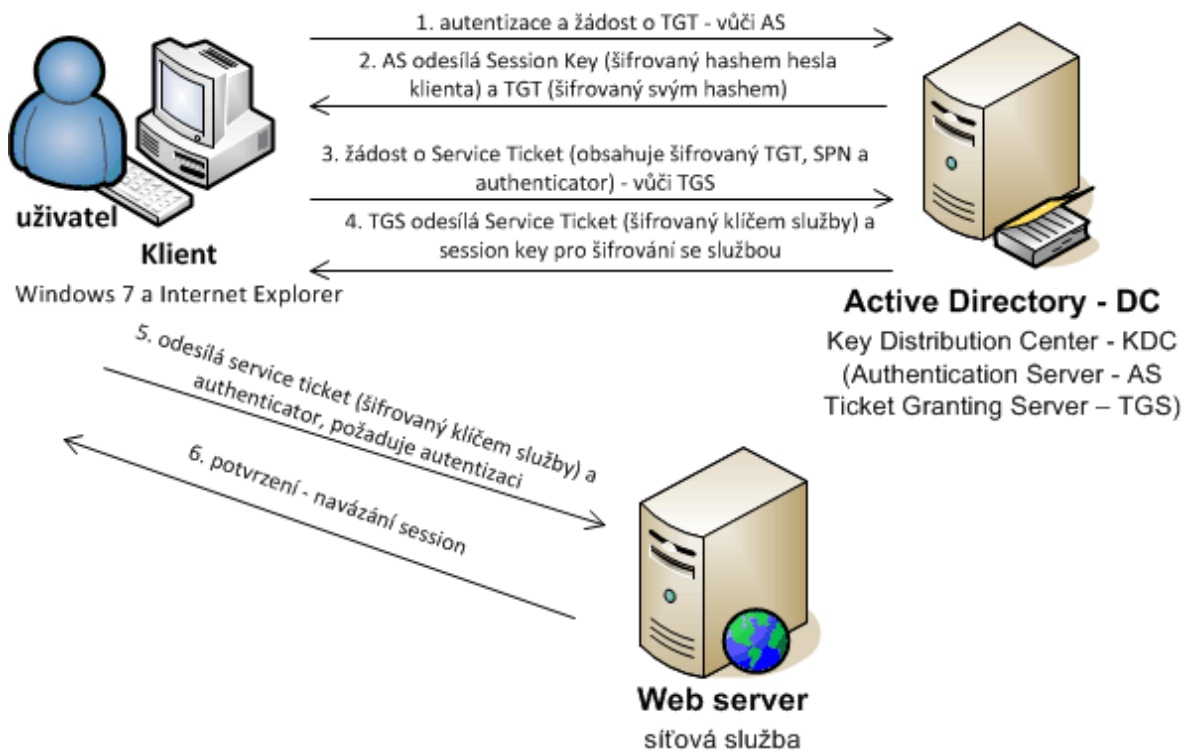 1. autentizace a žádost o TGT - vůči AS
2. AS odesílá Session Key (šifrovaný hashem hesla
klienta) a TGT (šifrovaný svým hashem)
3. žádost o Service Ticket (obsahuje šifrovaný TGT, SPN a
authenticator) - vůči TGS
4. TGS odesílá Service Ticket (šifrovaný klíčem služby) a
session key pro šifrování se službou
uživatel
Klient
Windows 7 a Internet Explorer
Active Directory - DC
Key Distribution Center - KDC
(Authentication Server - AS
Ticket Granting Server – TGS)
5. odesílá service ticket (šifrovaný klíčem služby) a
authenticator, požaduje autentizaci
6. potvrzení - navázání session
Web server
síťová služba